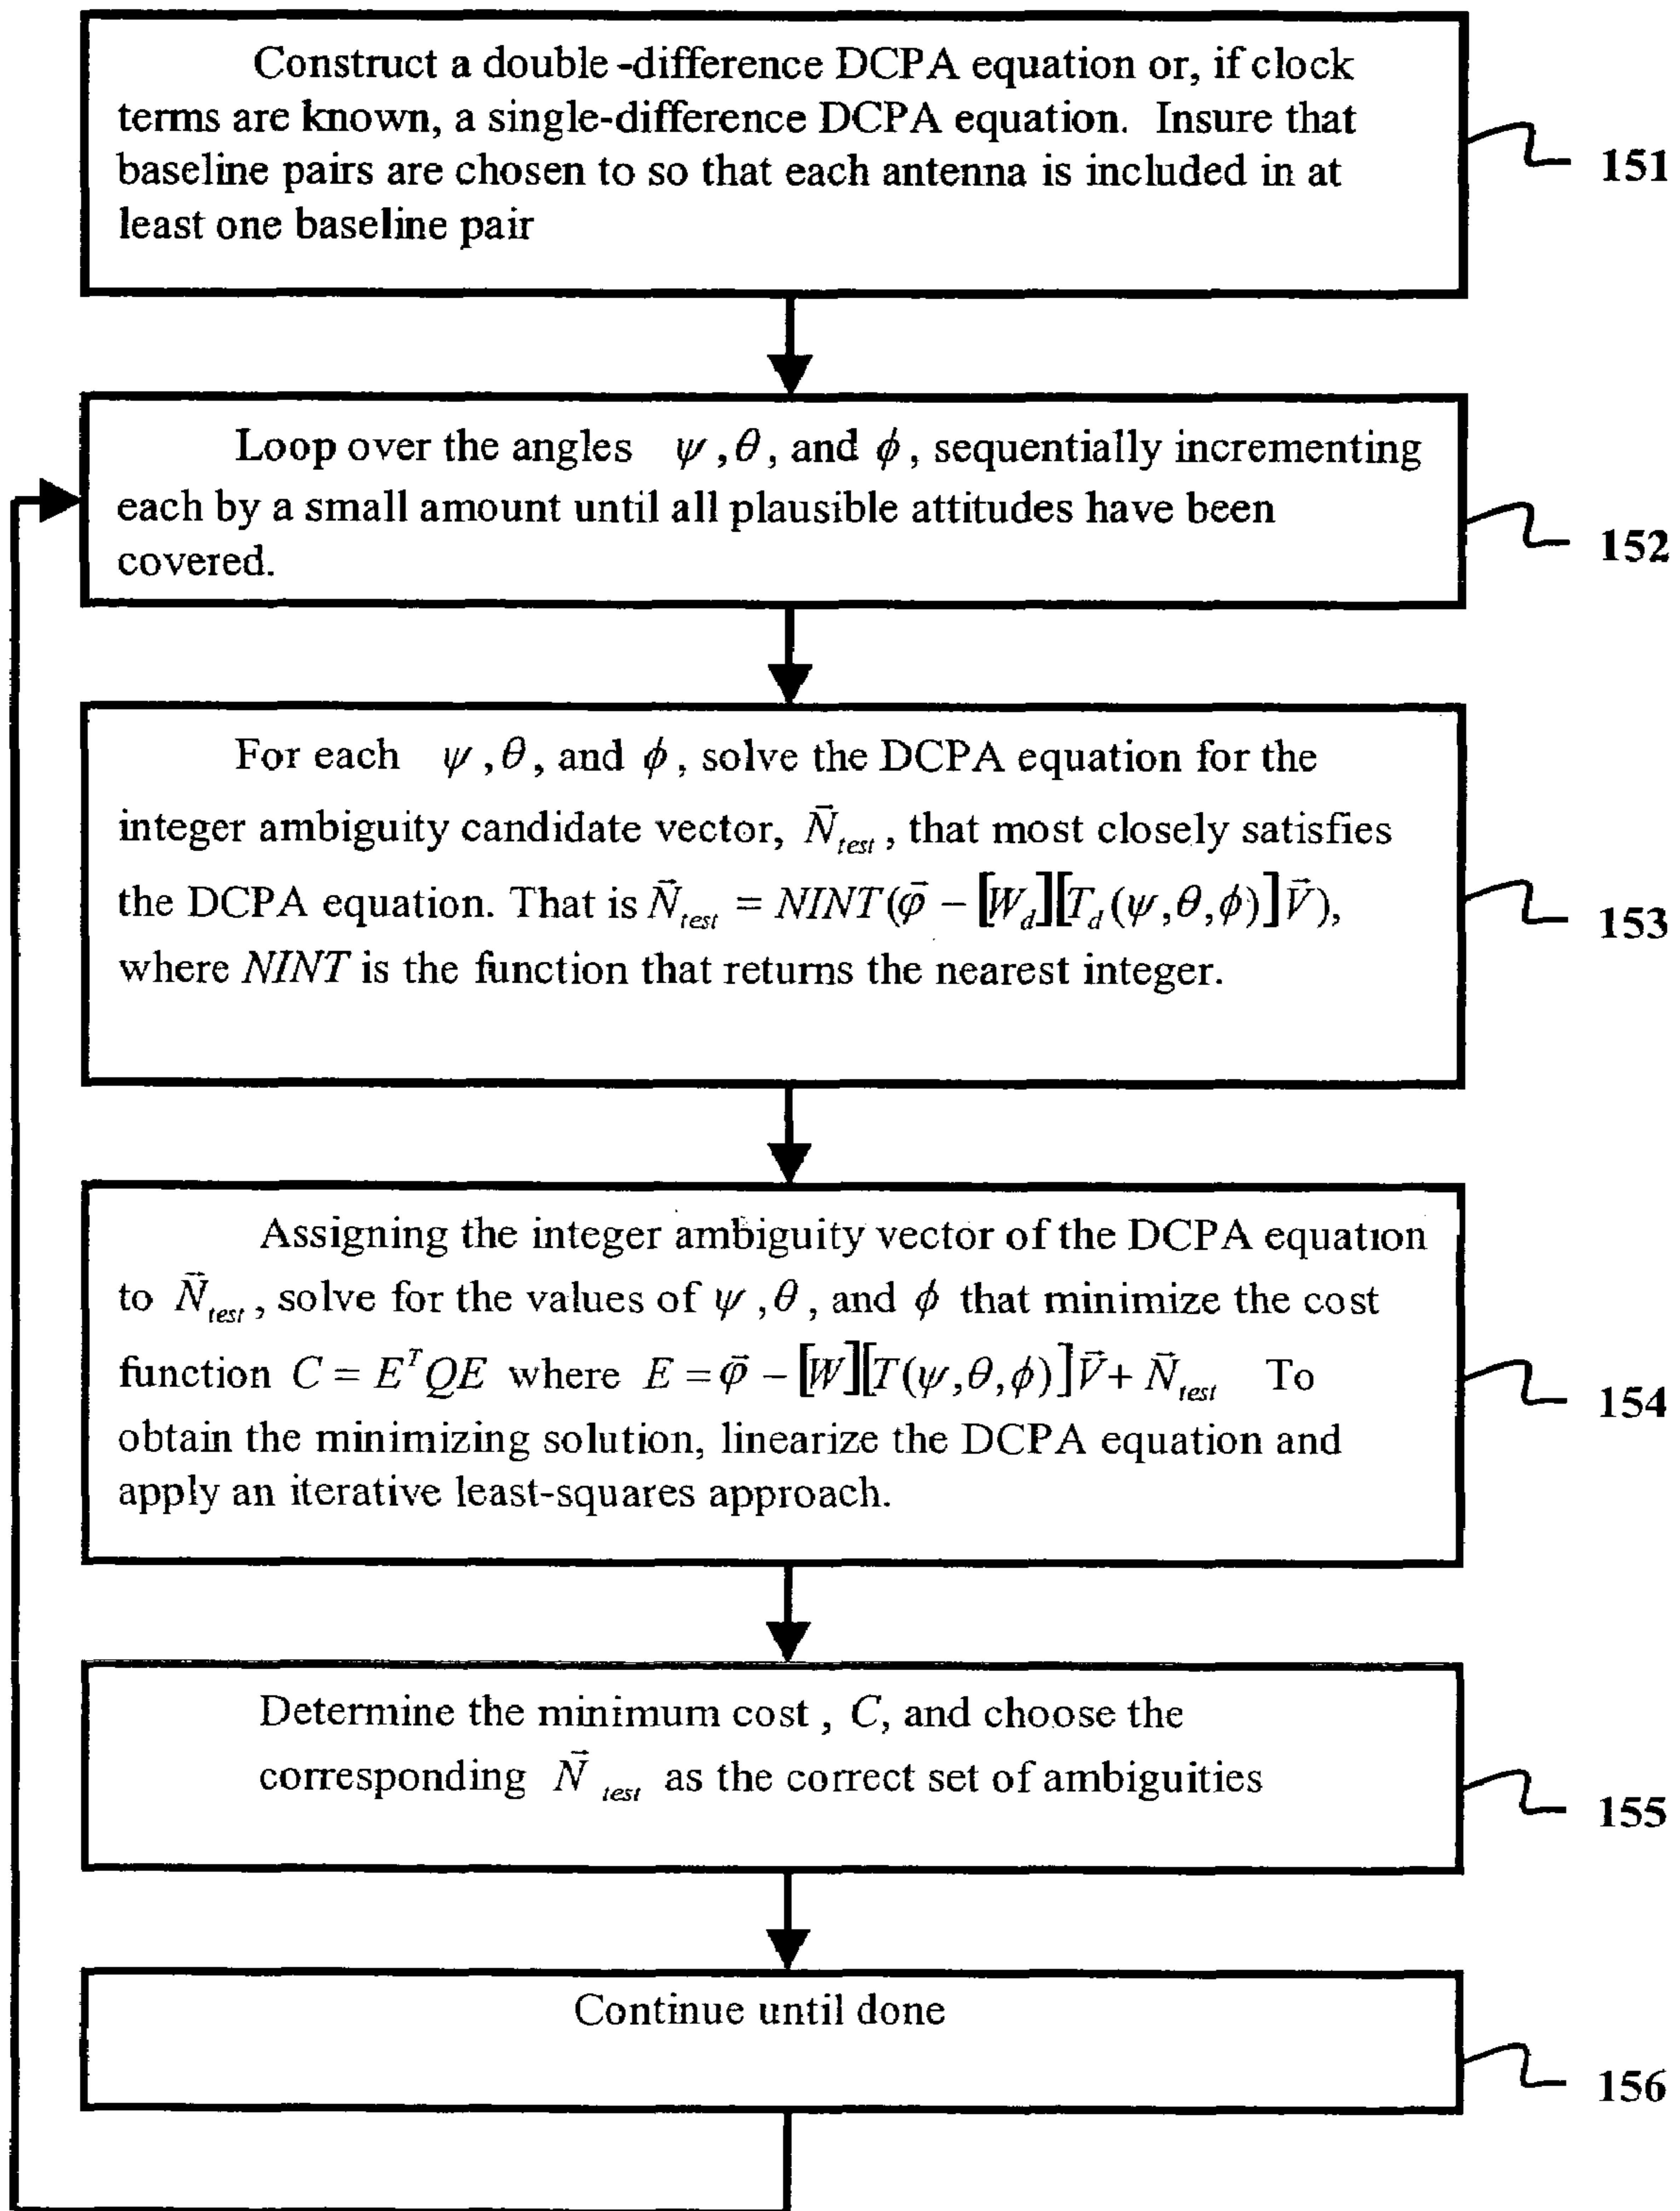 Construct a double-difference DCPA equation or, if clock
terms are known, a single-difference DCPA equation. Insure that
baseline pairs are chosen to so that each antenna is included in at
least one baseline pair
151
Loop over the angles ψ, θ, and ϕ, sequentially incrementing
each by a small amount until all plausible attitudes have been
covered.
152
For each ψ, θ, and ϕ, solve the DCPA equation for the
integer ambiguity candidate vector, N⃗_test, that most closely satisfies
the DCPA equation. That is N⃗_test = NINT(φ⃗ − [W_d][T_d(ψ,θ,ϕ)]V⃗),
where NINT is the function that returns the nearest integer.
153
Assigning the integer ambiguity vector of the DCPA equation
to N⃗_test, solve for the values of ψ, θ, and ϕ that minimize the cost
function C = E^T QE where E = φ⃗ − [W][T(ψ,θ,ϕ)]V⃗ + N⃗_test To
obtain the minimizing solution, linearize the DCPA equation and
apply an iterative least-squares approach.
154
Determine the minimum cost, C, and choose the
corresponding N⃗_test as the correct set of ambiguities
155
Continue until done
156